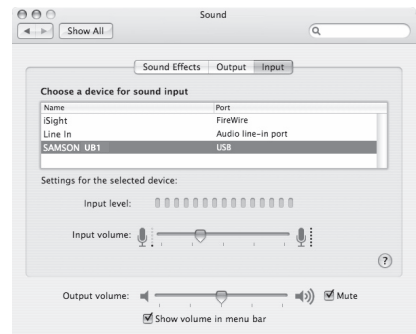 Sound
Show All
Sound Effects Output Input
Choose a device for sound input
Name Port
iSight FireWire
Line In Audio line-in port
SAMSON UB1 USB
Settings for the selected device:
Input level:
Input volume:
?
Output volume: Mute
Show volume in menu bar